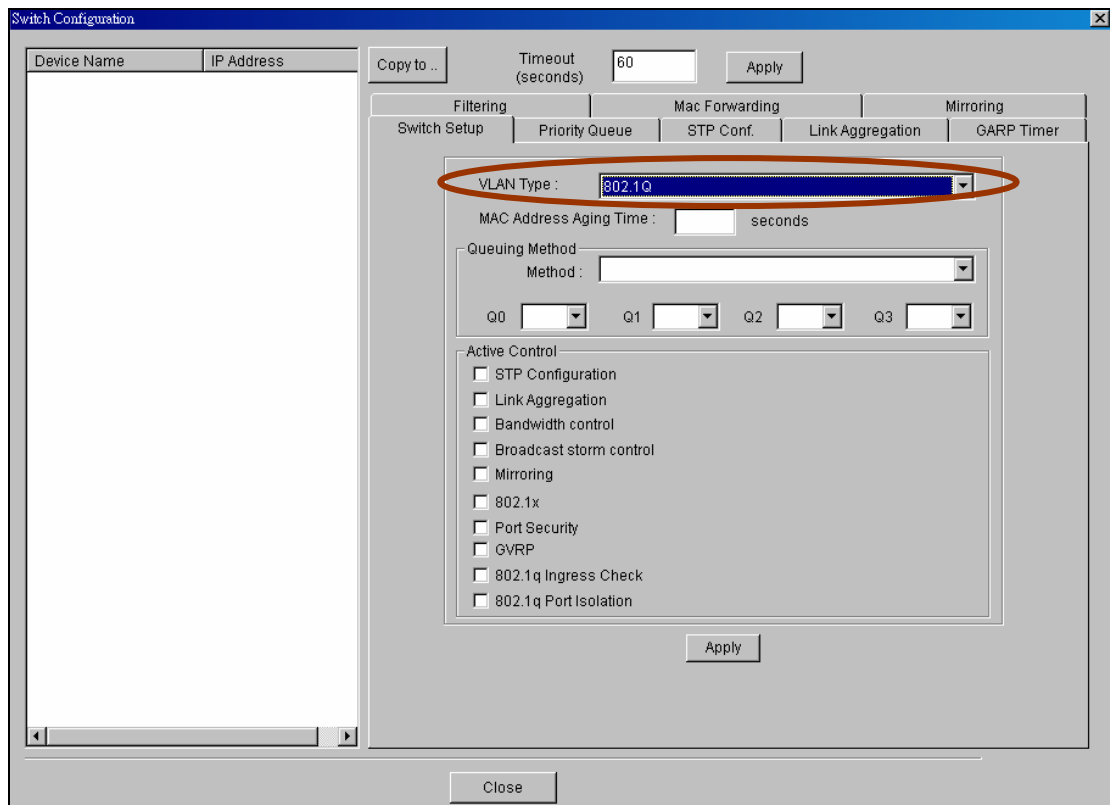 Switch Configuration
Device Name IP Address
Copy to ..
Timeout (seconds)
60
Apply
Filtering Mac Forwarding Mirroring
Switch Setup Priority Queue STP Conf. Link Aggregation GARP Timer
VLAN Type : 802.1Q
MAC Address Aging Time : seconds
Queuing Method
Method :
Q0 Q1 Q2 Q3
Active Control
STP Configuration
Link Aggregation
Bandwidth control
Broadcast storm control
Mirroring
802.1x
Port Security
GVRP
802.1q Ingress Check
802.1q Port Isolation
Apply
Close